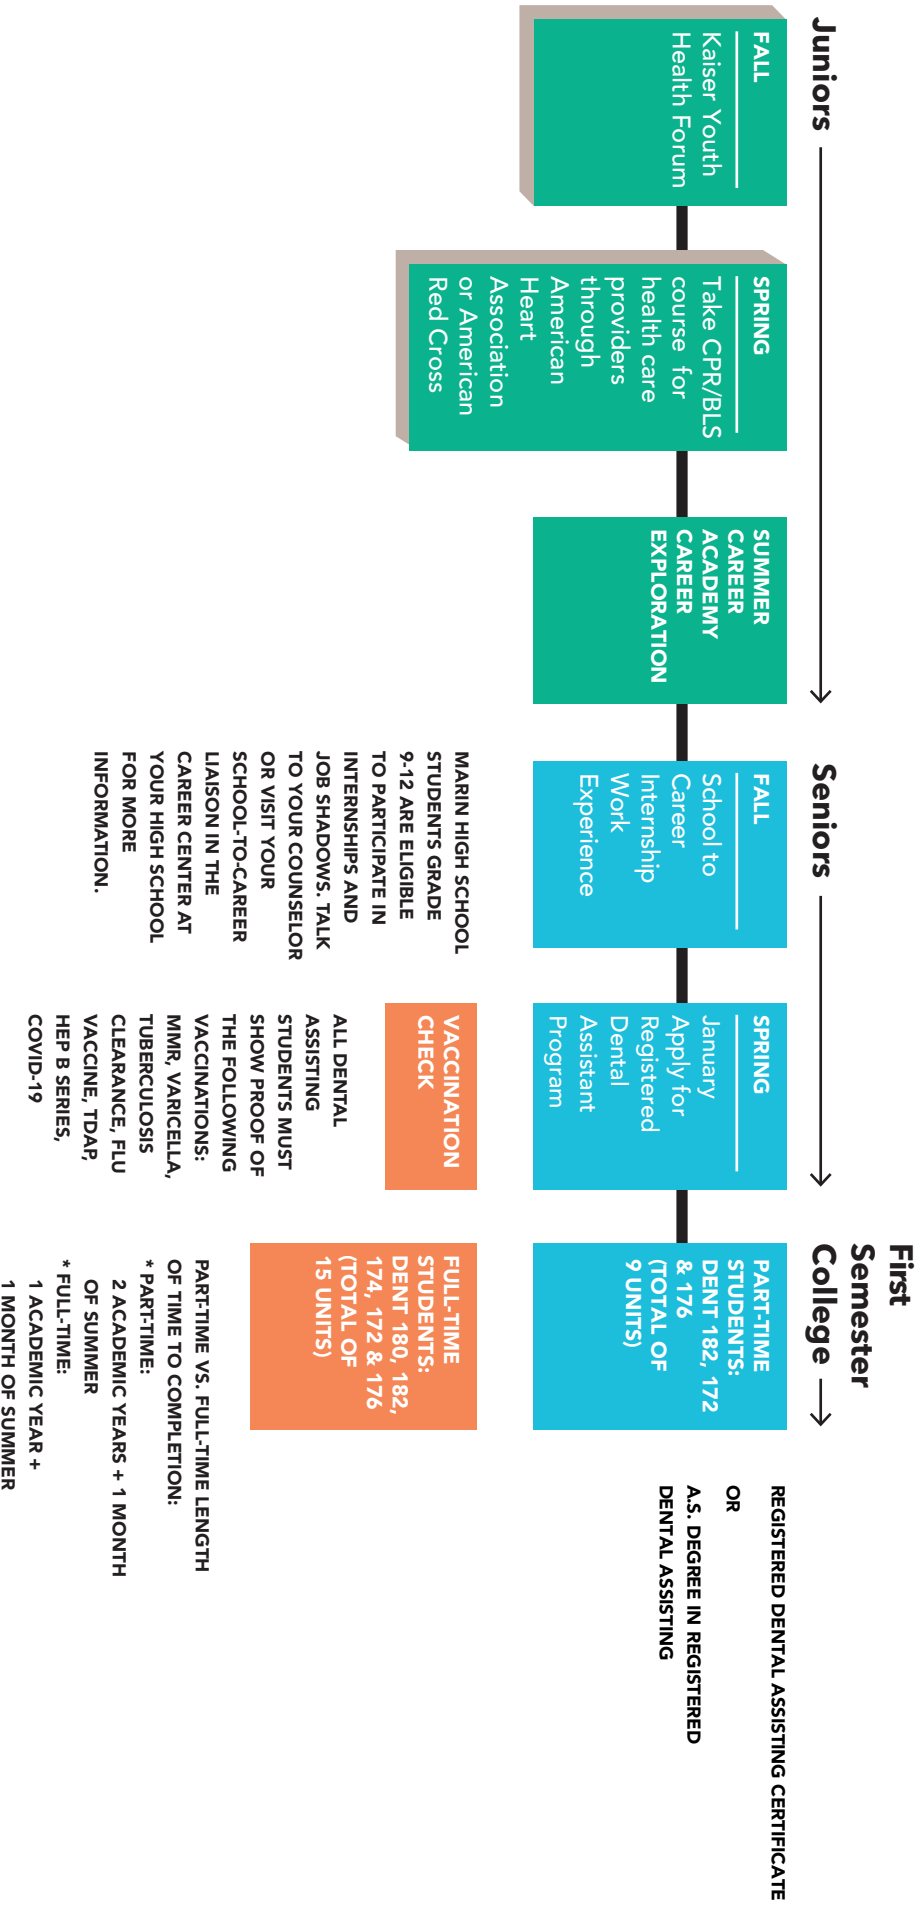 Juniors
FALL
Kaiser Youth
Health Forum
SPRING
Take CPR/BLS
course for
health care
providers
through
American
Heart
Association
or American
Red Cross
SUMMER
CAREER
ACADEMY
CAREER
EXPLORATION
Seniors
FALL
School to
Career
Internship
Work
Experience
MARIN HIGH SCHOOL
STUDENTS GRADE
9-12 ARE ELIGIBLE
TO PARTICIPATE IN
INTERNSHIPS AND
JOB SHADOWS. TALK
TO YOUR COUNSELOR
OR VISIT YOUR
SCHOOL-TO-CAREER
LIAISON IN THE
CAREER CENTER AT
YOUR HIGH SCHOOL
FOR MORE
INFORMATION.
SPRING
January
Apply for
Registered
Dental
Assistant
Program
VACCINATION
CHECK
ALL DENTAL
ASSISTING
STUDENTS MUST
SHOW PROOF OF
THE FOLLOWING
VACCINATIONS:
MMR, VARICELLA,
TUBERCULOSIS
CLEARANCE, FLU
VACCINE, TDAP,
HEP B SERIES,
COVID-19
First
Semester
College
PART-TIME
STUDENTS:
DENT 182, 172
& 176
(TOTAL OF
9 UNITS)
FULL-TIME
STUDENTS:
DENT 180, 182,
174, 172 & 176
(TOTAL OF
15 UNITS)
PART-TIME VS. FULL-TIME LENGTH
OF TIME TO COMPLETION:
* PART-TIME:
2 ACADEMIC YEARS + 1 MONTH
OF SUMMER
* FULL-TIME:
1 ACADEMIC YEAR +
1 MONTH OF SUMMER
REGISTERED DENTAL ASSISTING CERTIFICATE
OR
A.S. DEGREE IN REGISTERED
DENTAL ASSISTING